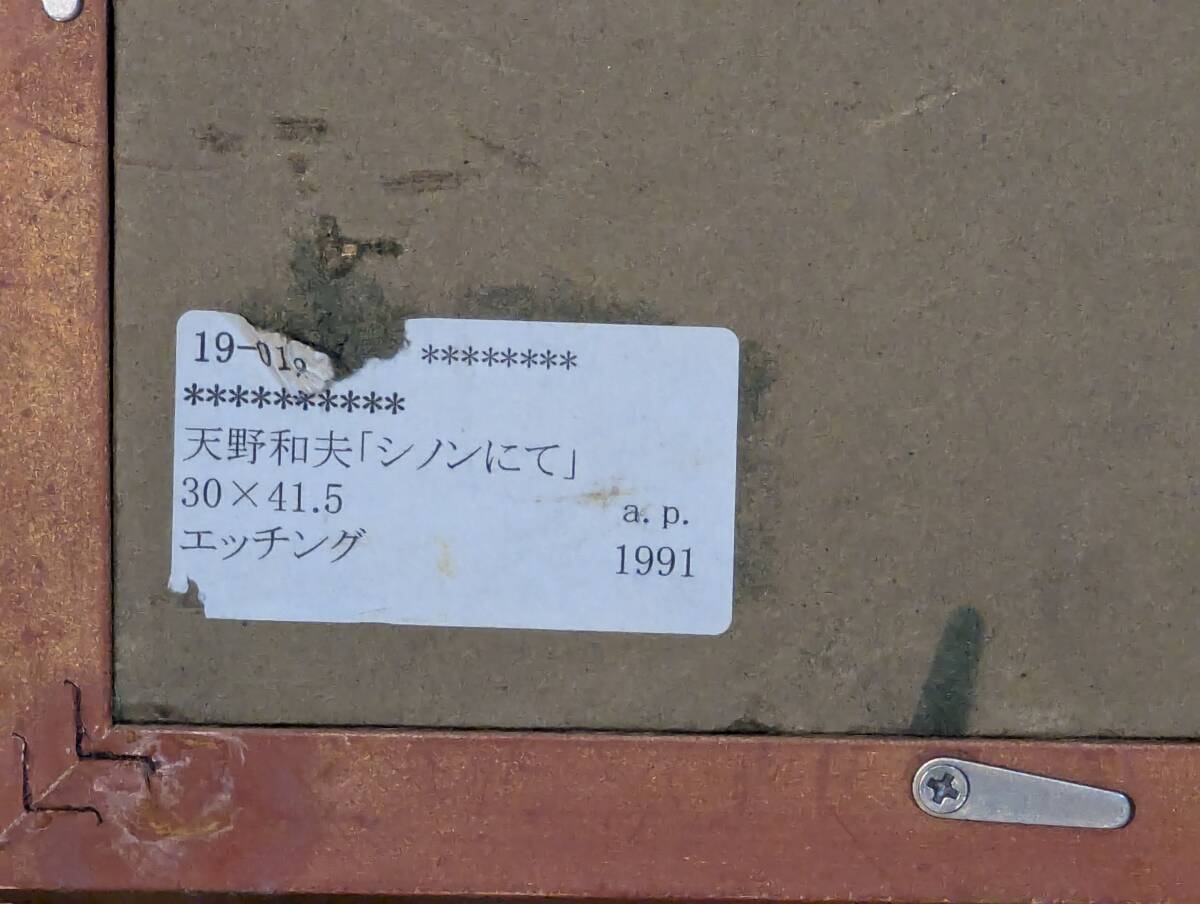 19-01 ********
**********
天野和夫「シノンにて」
30×41.5 a.p.
エッチング 1991